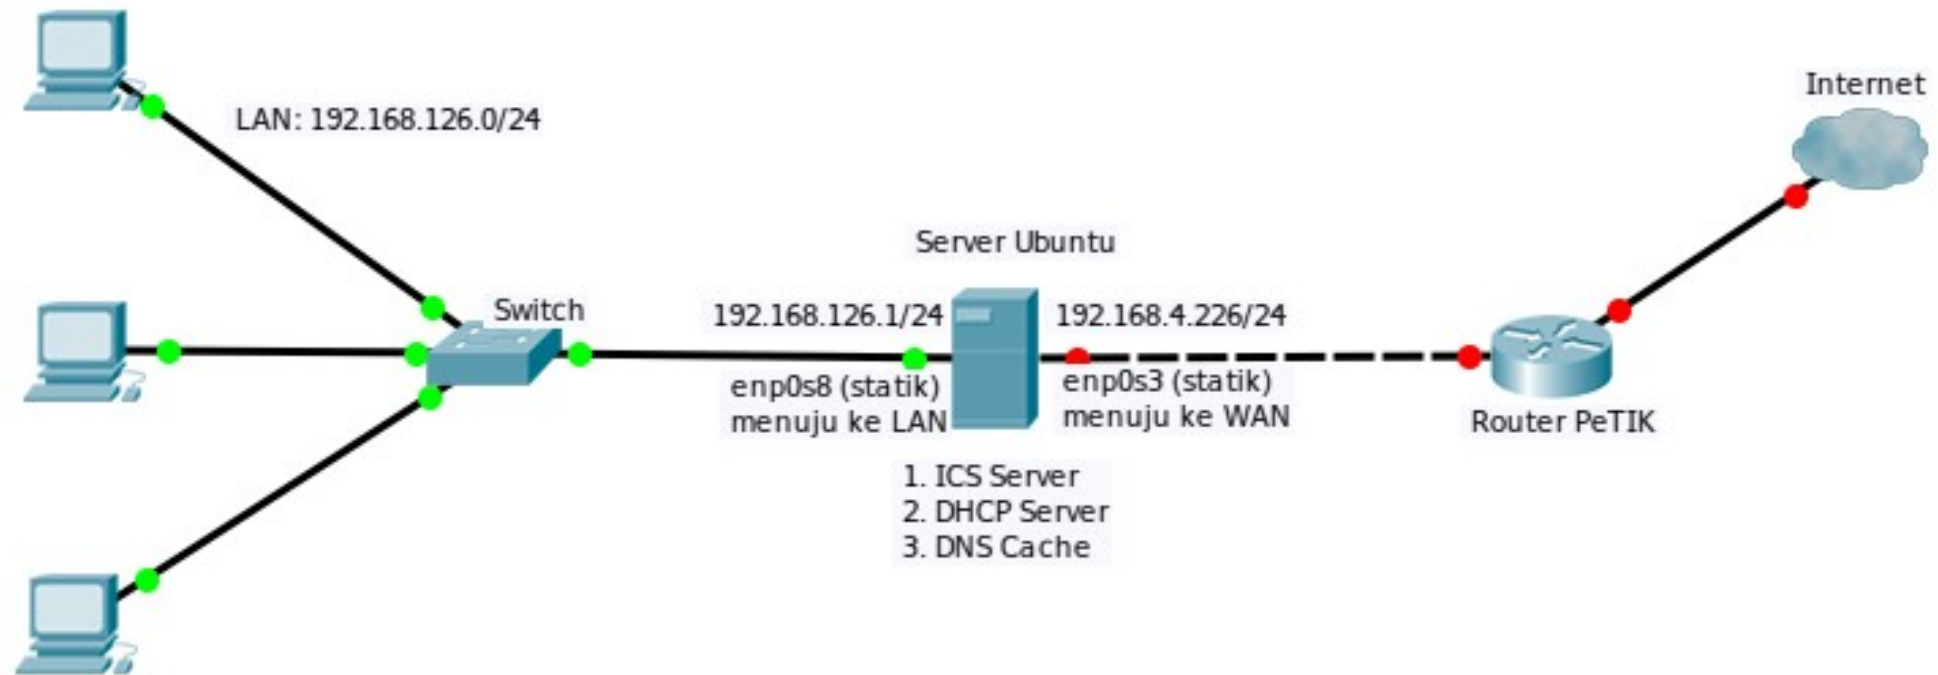 LAN: 192.168.126.0/24
Internet
Server Ubuntu
Switch
192.168.126.1/24
192.168.4.226/24
enp0s8 (statik)
menuju ke LAN
enp0s3 (statik)
menuju ke WAN
Router PeTIK
1. ICS Server
2. DHCP Server
3. DNS Cache